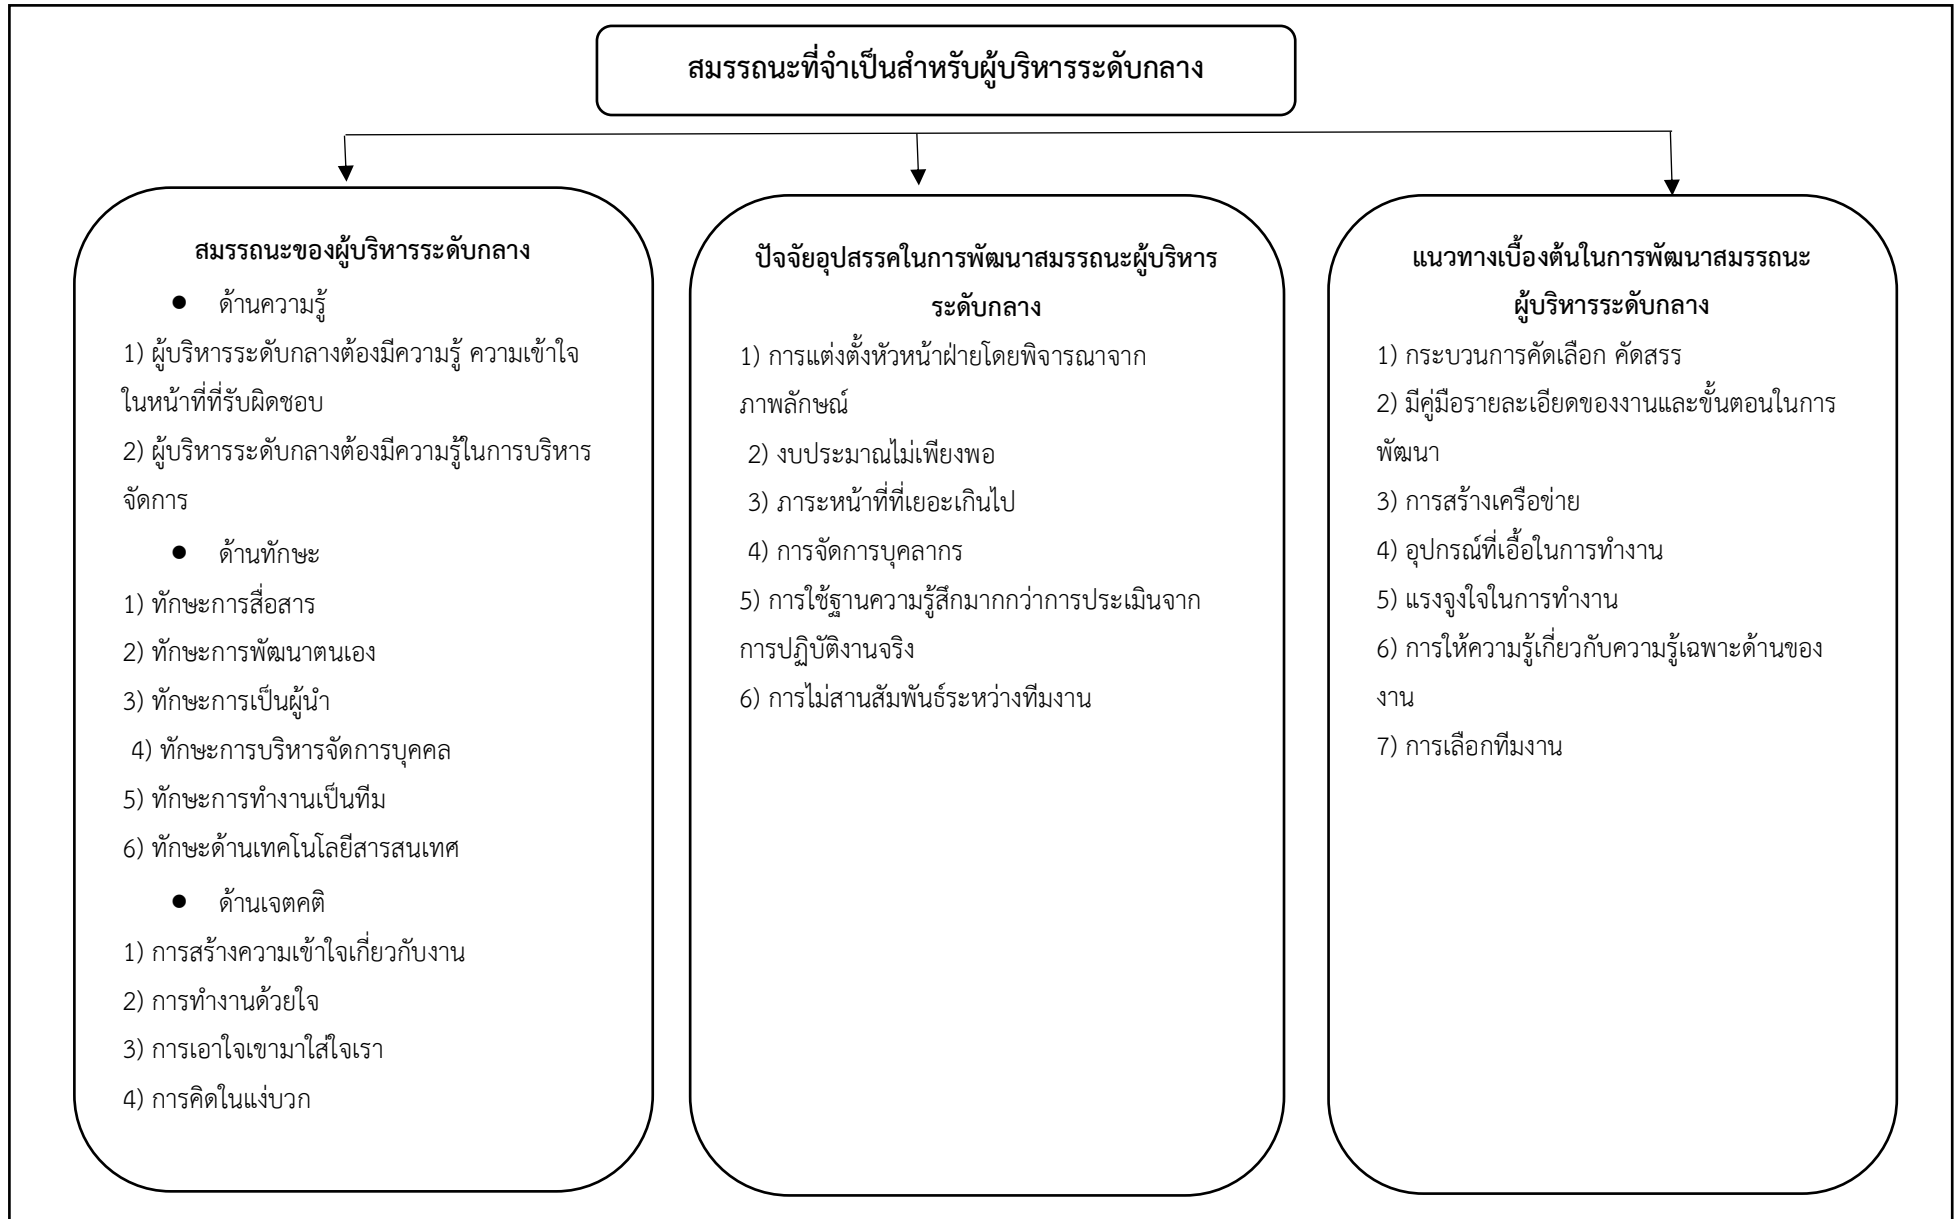 สมรรถนะที่จำเป็นสำหรับผู้บริหารระดับกลาง
สมรรถนะของผู้บริหารระดับกลาง
● ด้านความรู้
1) ผู้บริหารระดับกลางต้องมีความรู้ ความเข้าใจ
ในหน้าที่ที่รับผิดชอบ
2) ผู้บริหารระดับกลางต้องมีความรู้ในการบริหาร
จัดการ
● ด้านทักษะ
1) ทักษะการสื่อสาร
2) ทักษะการพัฒนาตนเอง
3) ทักษะการเป็นผู้นำ
4) ทักษะการบริหารจัดการบุคคล
5) ทักษะการทำงานเป็นทีม
6) ทักษะด้านเทคโนโลยีสารสนเทศ
● ด้านเจตคติ
1) การสร้างความเข้าใจเกี่ยวกับงาน
2) การทำงานด้วยใจ
3) การเอาใจเขามาใส่ใจเรา
4) การคิดในแง่บวก
ปัจจัยอุปสรรคในการพัฒนาสมรรถนะผู้บริหาร
ระดับกลาง
1) การแต่งตั้งหัวหน้าฝ่ายโดยพิจารณาจาก
ภาพลักษณ์
2) งบประมาณไม่เพียงพอ
3) ภาระหน้าที่ที่เยอะเกินไป
4) การจัดการบุคลากร
5) การใช้ฐานความรู้สึกมากกว่าการประเมินจาก
การปฏิบัติงานจริง
6) การไม่สานสัมพันธ์ระหว่างทีมงาน
แนวทางเบื้องต้นในการพัฒนาสมรรถนะ
ผู้บริหารระดับกลาง
1) กระบวนการคัดเลือก คัดสรร
2) มีคู่มือรายละเอียดของงานและขั้นตอนในการ
พัฒนา
3) การสร้างเครือข่าย
4) อุปกรณ์ที่เอื้อในการทำงาน
5) แรงจูงใจในการทำงาน
6) การให้ความรู้เกี่ยวกับความรู้เฉพาะด้านของ
งาน
7) การเลือกทีมงาน